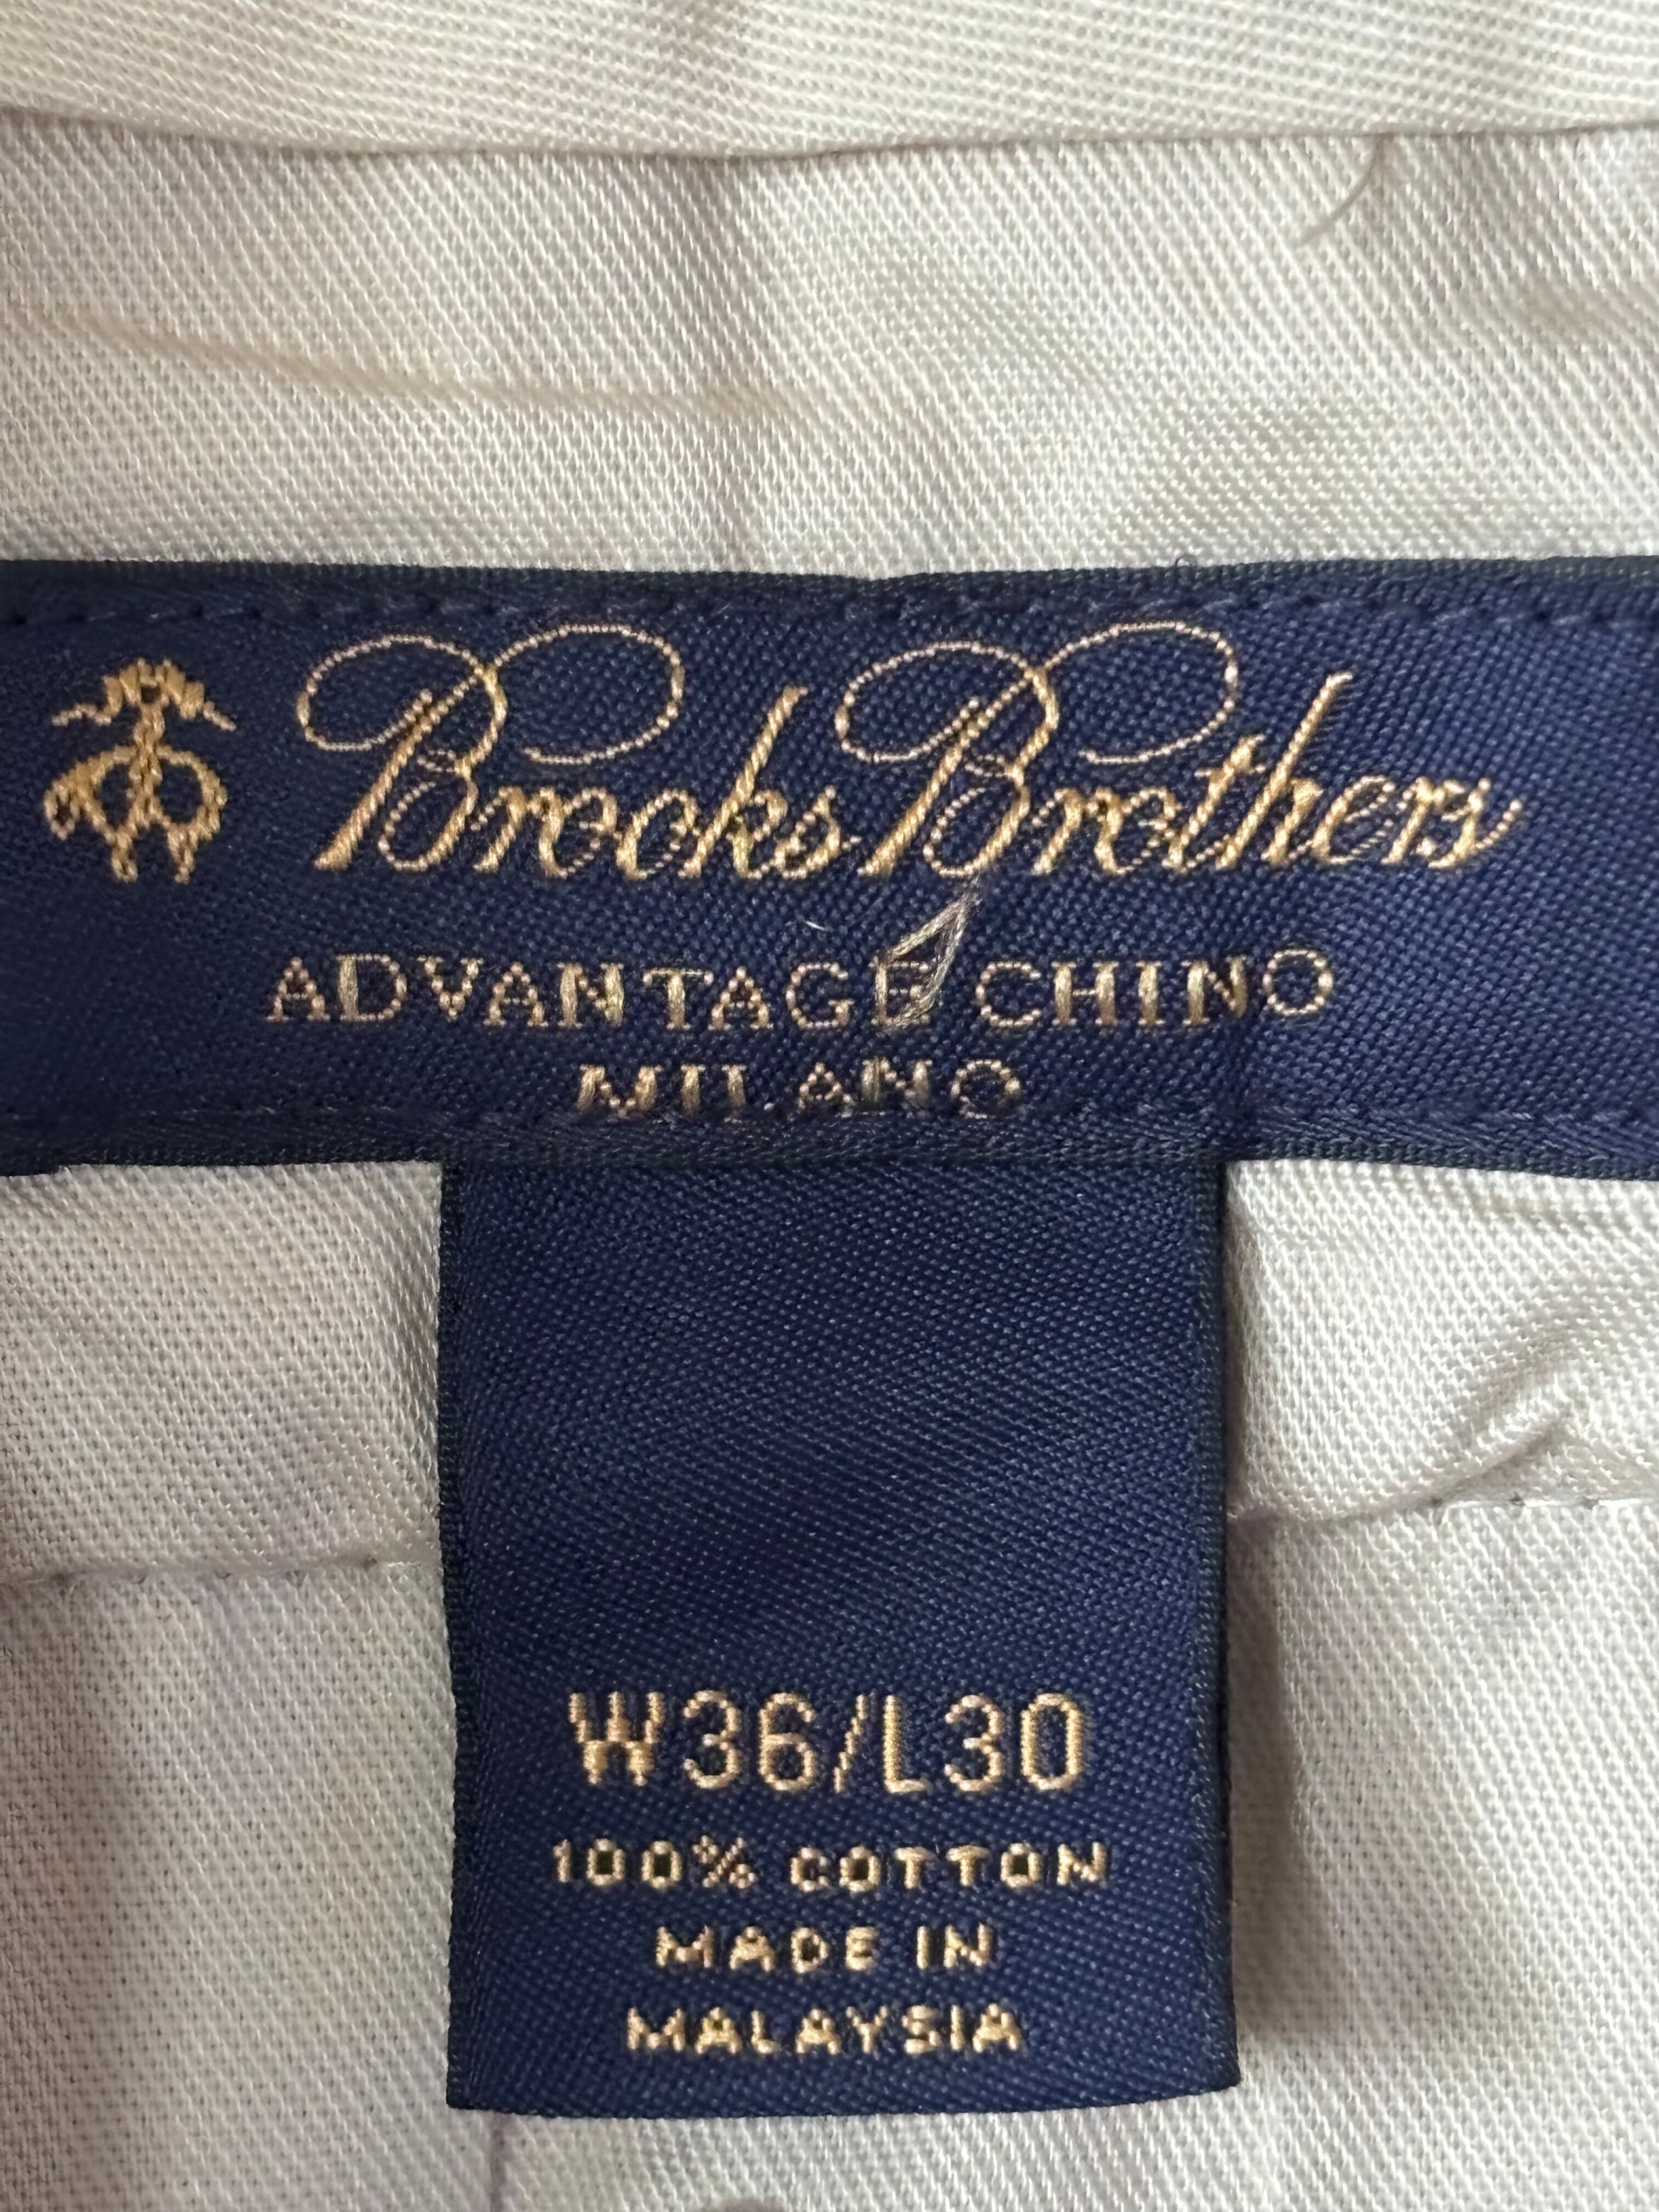 Brooks Brothers
ADVANTAGE CHINO
MILANO
W36/L30
100% COTTON
MADE IN
MALAYSIA